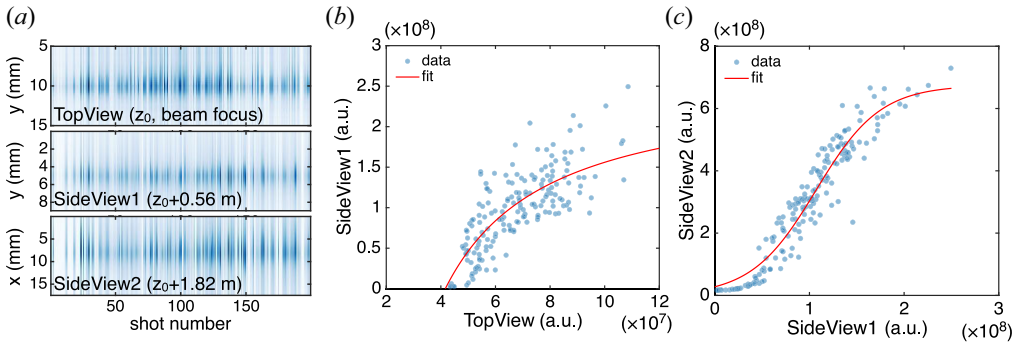 (a)
5
10
15
y (mm)
TopView (z₀, beam focus)
2
4
6
8
y (mm)
SideView1 (z₀+0.56 m)
5
10
15
x (mm)
SideView2 (z₀+1.82 m)
50 100 150
shot number
(b)
(×10⁸)
3
2.5
2
1.5
1
0.5
0
SideView1 (a.u.)
data
fit
2 4 6 8 10 12
TopView (a.u.)
(×10⁷)
(c)
(×10⁸)
8
6
4
2
0
SideView2 (a.u.)
data
fit
0 1 2 3
SideView1 (a.u.)
(×10⁸)